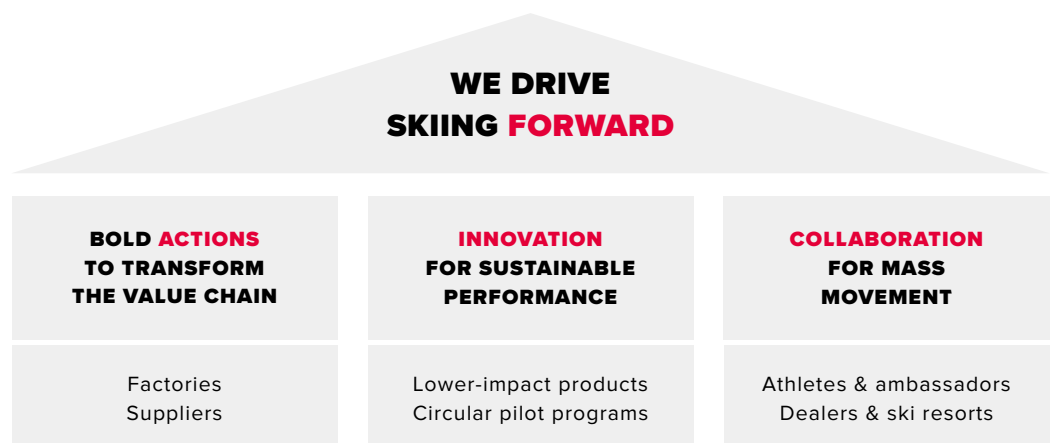 WE DRIVE
SKIING FORWARD
BOLD ACTIONS
TO TRANSFORM
THE VALUE CHAIN
INNOVATION
FOR SUSTAINABLE
PERFORMANCE
COLLABORATION
FOR MASS
MOVEMENT
Factories
Suppliers
Lower-impact products
Circular pilot programs
Athletes & ambassadors
Dealers & ski resorts